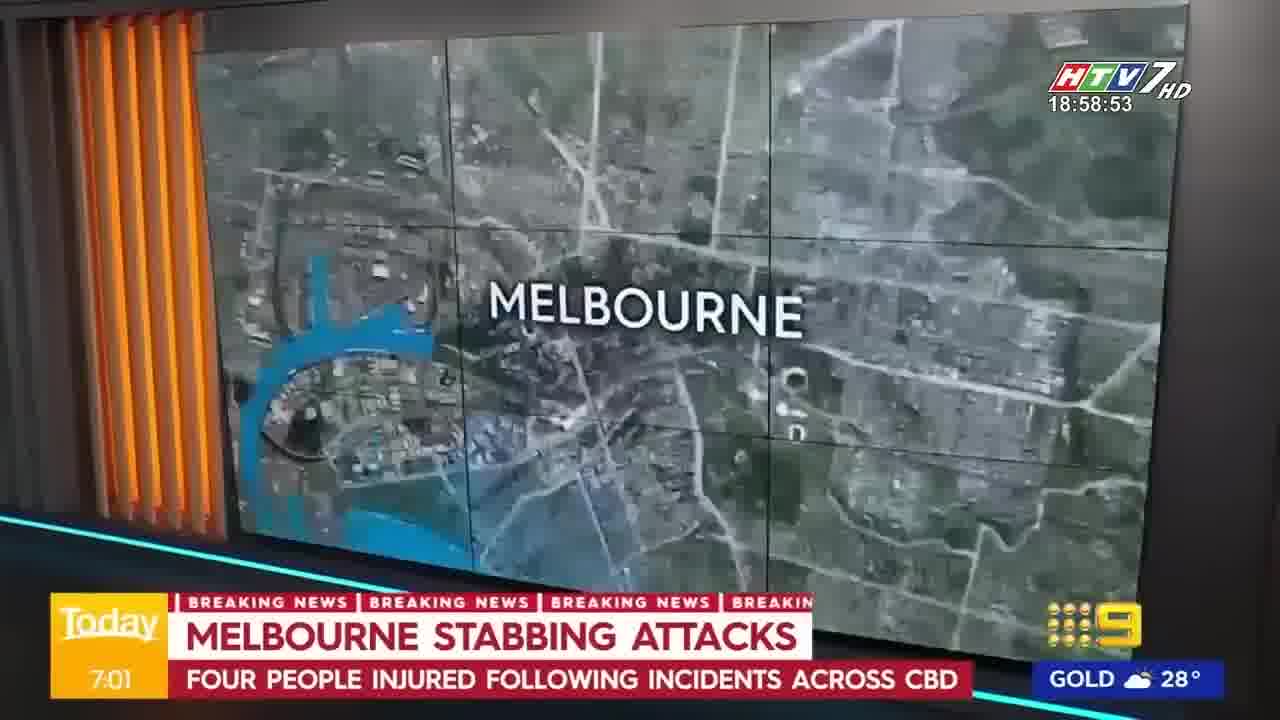 HTV7 HD
18:58:53
MELBOURNE
BREAKING NEWS BREAKING NEWS BREAKING NEWS BREAKIN
Today
MELBOURNE STABBING ATTACKS
7:01
FOUR PEOPLE INJURED FOLLOWING INCIDENTS ACROSS CBD
9
GOLD 28°